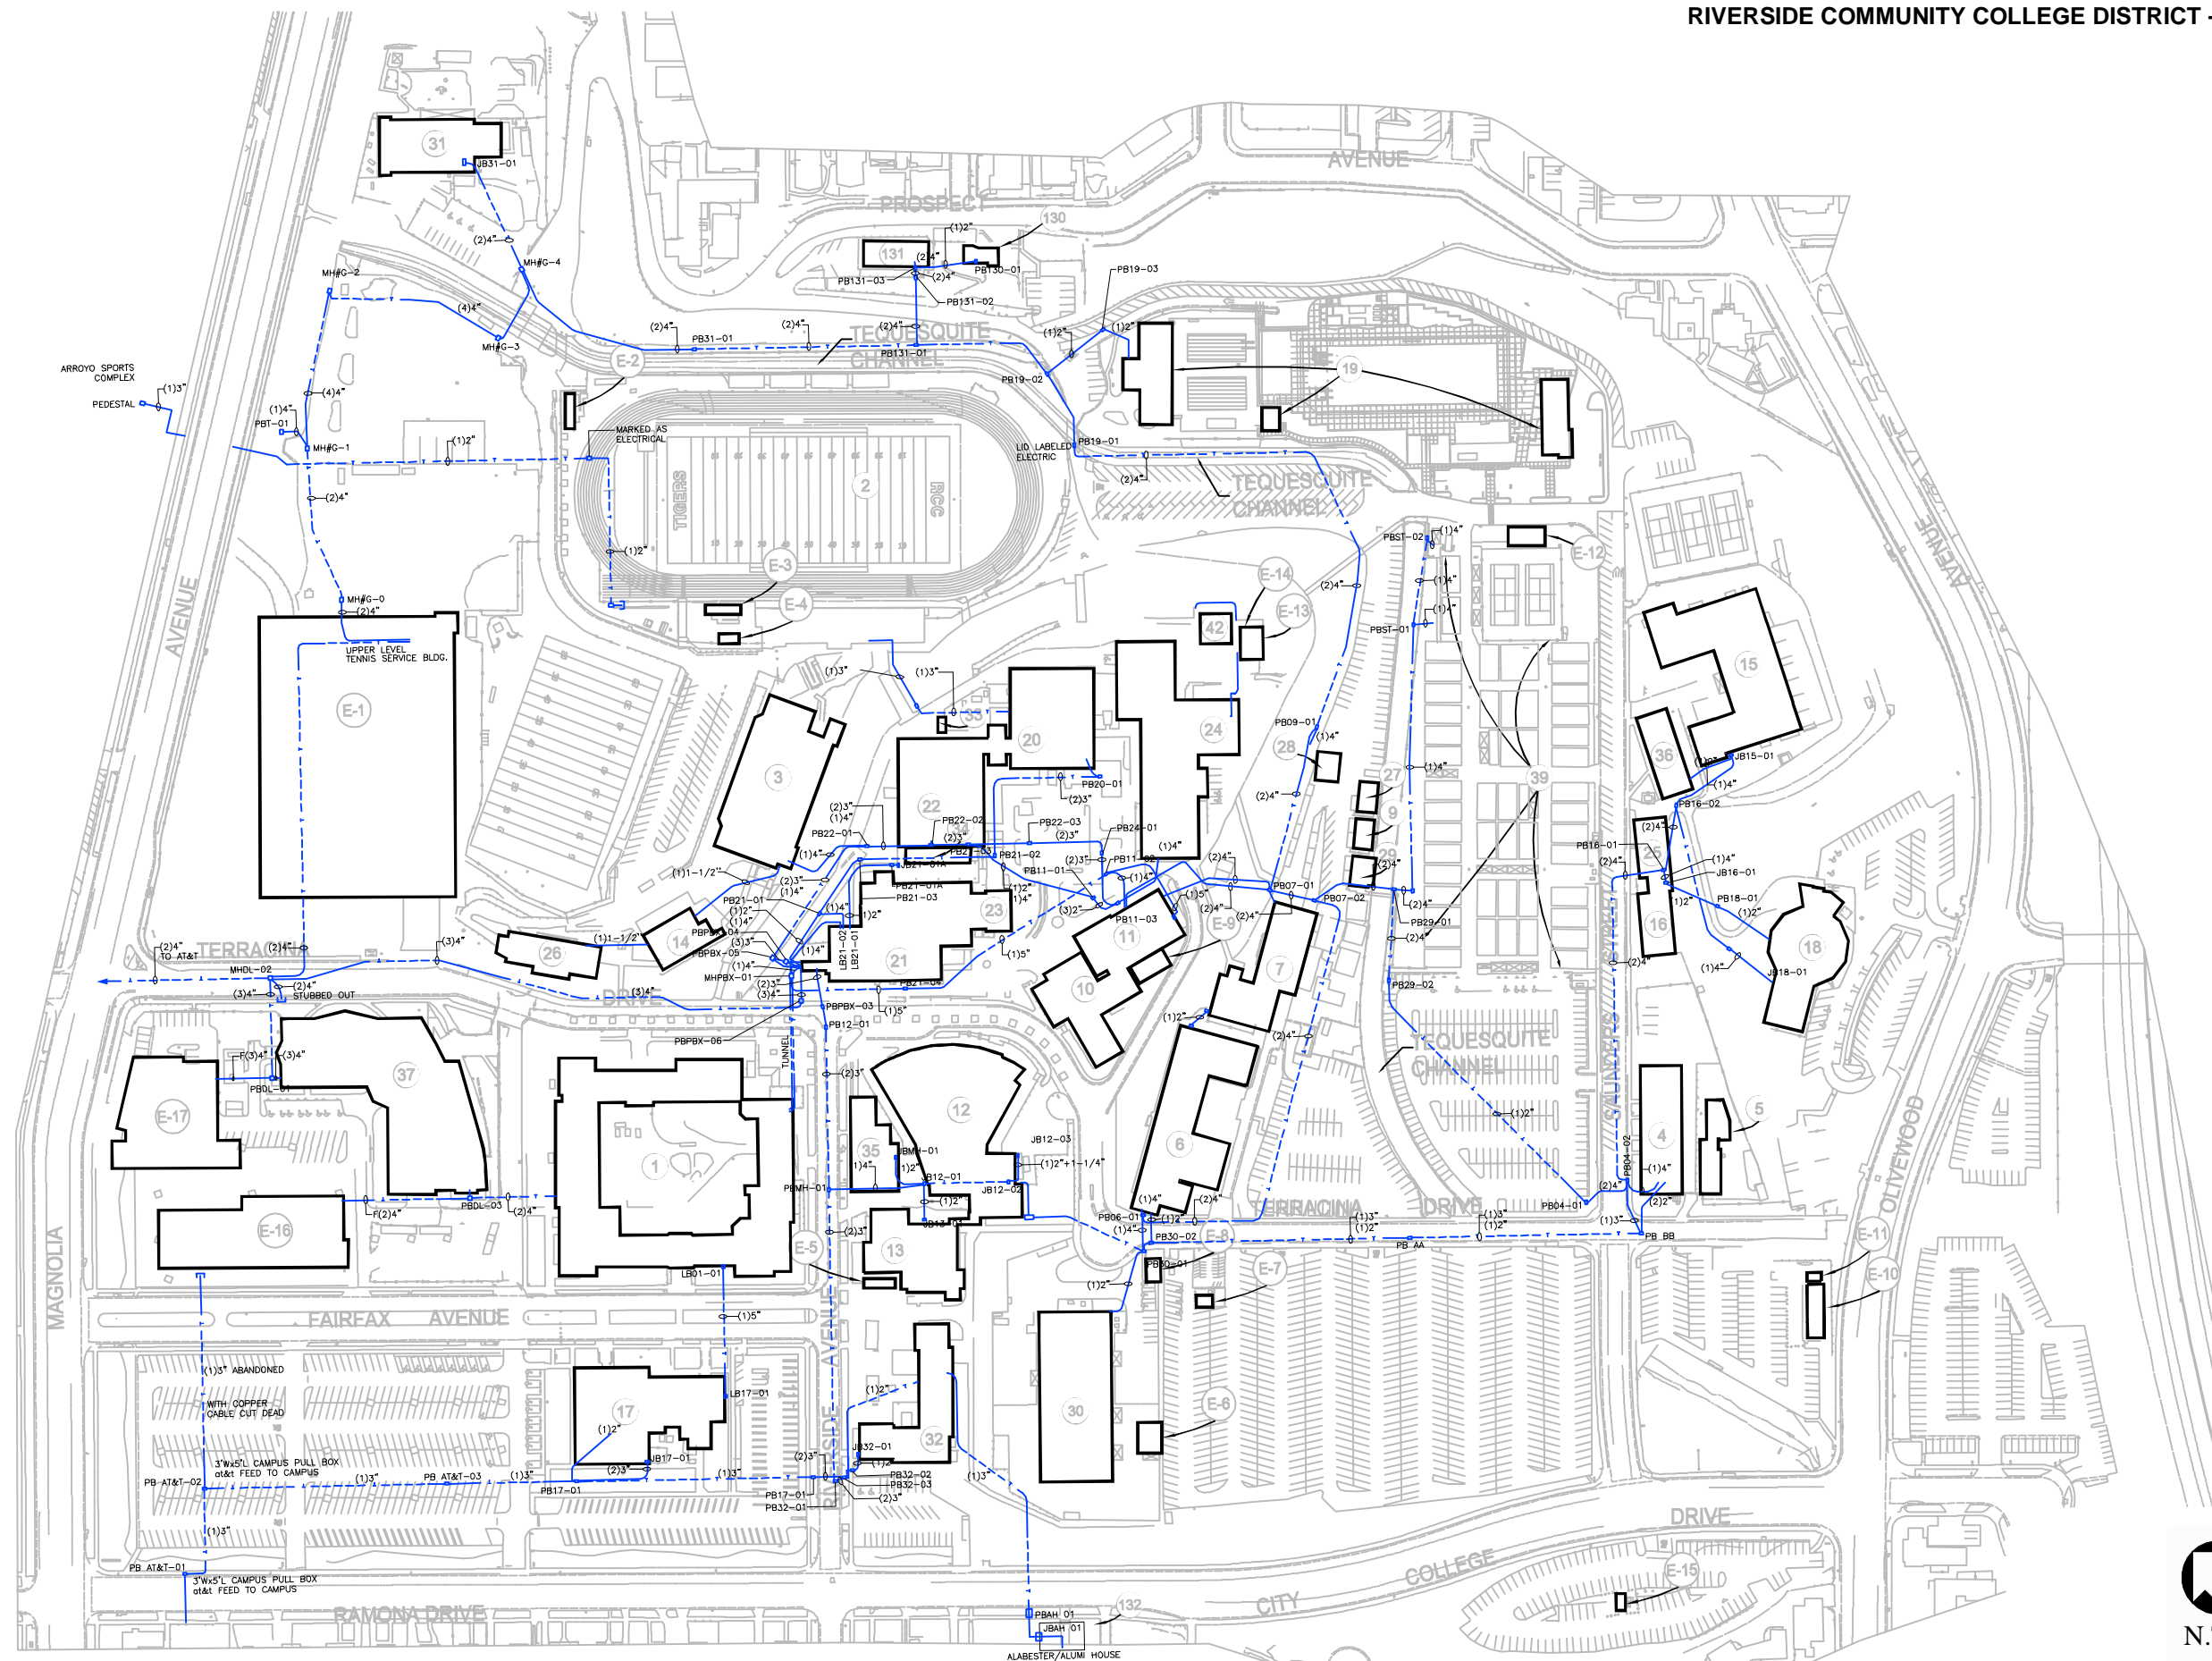 RIVERSIDE COMMUNITY COLLEGE DISTRICT -
31
JB31-01
AVENUE
PROSPECT
130
(1)2"
131
(2)4"
(2)4"
MH#G-4
MH#G-2
PB130-01
PB131-03
(2)4"
PB131-02
PB19-03
(4)4"
(2)4"
PB31-01
(2)4"
(2)4"
TEQUESQUITE
CHANNEL
(1)2"
(1)2"
MH#G-3
PB131-01
E-2
ARROYO SPORTS
COMPLEX
(1)3"
PB19-02
19
PEDESTAL
(4)4"
(1)4"
PBT-01
MARKED AS
ELECTRICAL
MH#G-1
(1)2"
LID LABELED
ELECTRIC
PB19-01
(2)4"
TIGERS
2
RCC
(2)4"
TEQUESQUITE
CHANNEL
AVENUE
OLIVEWOOD
AVENUE
PBST-02
(1)4"
E-12
(1)2"
E-3
E-14
(2)4"
(1)4"
E-4
E-13
MH#G-0
(2)4"
42
(1)4"
PBST-01
UPPER LEVEL
TENNIS SERVICE BLDG.
15
(1)3"
(1)3"
E-1
33
20
24
PB09-01
(1)4"
28
36
3
PB20-01
(2)3"
(2)4"
27
(1)4"
39
JB15-01
(1)4"
22
PB22-02
PB22-03
(2)3"
(1)4"
9
PB16-02
PB22-01
(2)3"
(2)3"
PB24-01
(2)4"
(1)4"
PB21-03
PB21-02
(1)4"
29
25
PB16-01
(1)1-1/2"
JB21-01A
(2)3"
PB11-02
(2)4"
(2)4"
(2)4"
(1)4"
(2)3"
(1)4"
PB21-01A
(1)2"
(1)4"
PB11-01
(1)4"
PB07-01
JB16-01
PB21-01
PB21-03
23
(3)2"
(1)5"
(2)4"
PB07-02
(2)4"
(1)2"
PB18-01
(1)2"
(1)4"
(1)2"
PB11-03
(2)4"
PB29-01
(1)2"
(1)4"
14
E-9
16
18
TERRACINA
(2)4"
TO AT&T
(2)4"
(3)4"
26
(1)1-1/2"
(3)3"
PBPBX-05
LB21-02
LB21-01
21
(1)5"
11
7
(2)4"
(2)4"
(1)4"
MHDL-02
(2)4"
STUBBED OUT
(1)4"
MHPBX-01
(2)3"
(3)4"
PB21-04
10
JB18-01
(3)4"
(3)4"
DRIVE
(1)5"
PBPBX-03
PB29-02
PB12-01
(1)2"
(2)4"
TEQUESQUITE
CHANNEL
F(3)4"
(3)4"
PBPBX-06
TUNNEL
PBDL-01
37
(2)3"
E-17
12
(1)2"
5
35
4
1
6
JB12-03
JBMH-01
(1)2"+1-1/4"
PB04-02
(1)4"
(1)2"
JB12-01
PBMH-01
JB12-02
(2)4"
(1)2"
(2)2"
PBDL-03
(2)4"
F(2)4"
(1)4"
(2)4"
PB06-01
(1)2"
TERRACINA
DRIVE
PB04-01
E-16
JB13-01
(2)3"
(1)4"
(1)3"
(1)2"
(1)3"
(1)2"
(1)3"
E-5
13
PB30-02
E-8
PB AA
PB BB
E-11
OLIVEWOOD
LB01-01
PB30-01
E-7
E-10
MAGNOLIA
(1)2"
FAIRFAX
AVENUE
(1)5"
(1)3" ABANDONED
WITH COPPER
CABLE CUT DEAD
LB17-01
(1)2"
17
(1)2"
30
E-6
32
JB32-01
3'Wx5'L CAMPUS PULL BOX
at&t FEED TO CAMPUS
JB17-01
PB AT&T-02
(1)3"
PB AT&T-03
(1)3"
(2)3"
(1)3"
(2)3"
PB32-02
PB32-03
(1)3"
PB17-01
PB17-01
PB32-01
(2)3"
(1)3"
DRIVE
PB AT&T-01
3'Wx5'L CAMPUS PULL BOX
at&t FEED TO CAMPUS
COLLEGE
E-15
CITY
RAMONA DRIVE
PBAH 01
132
JBAH 01
ALABESTER/ALUMI HOUSE